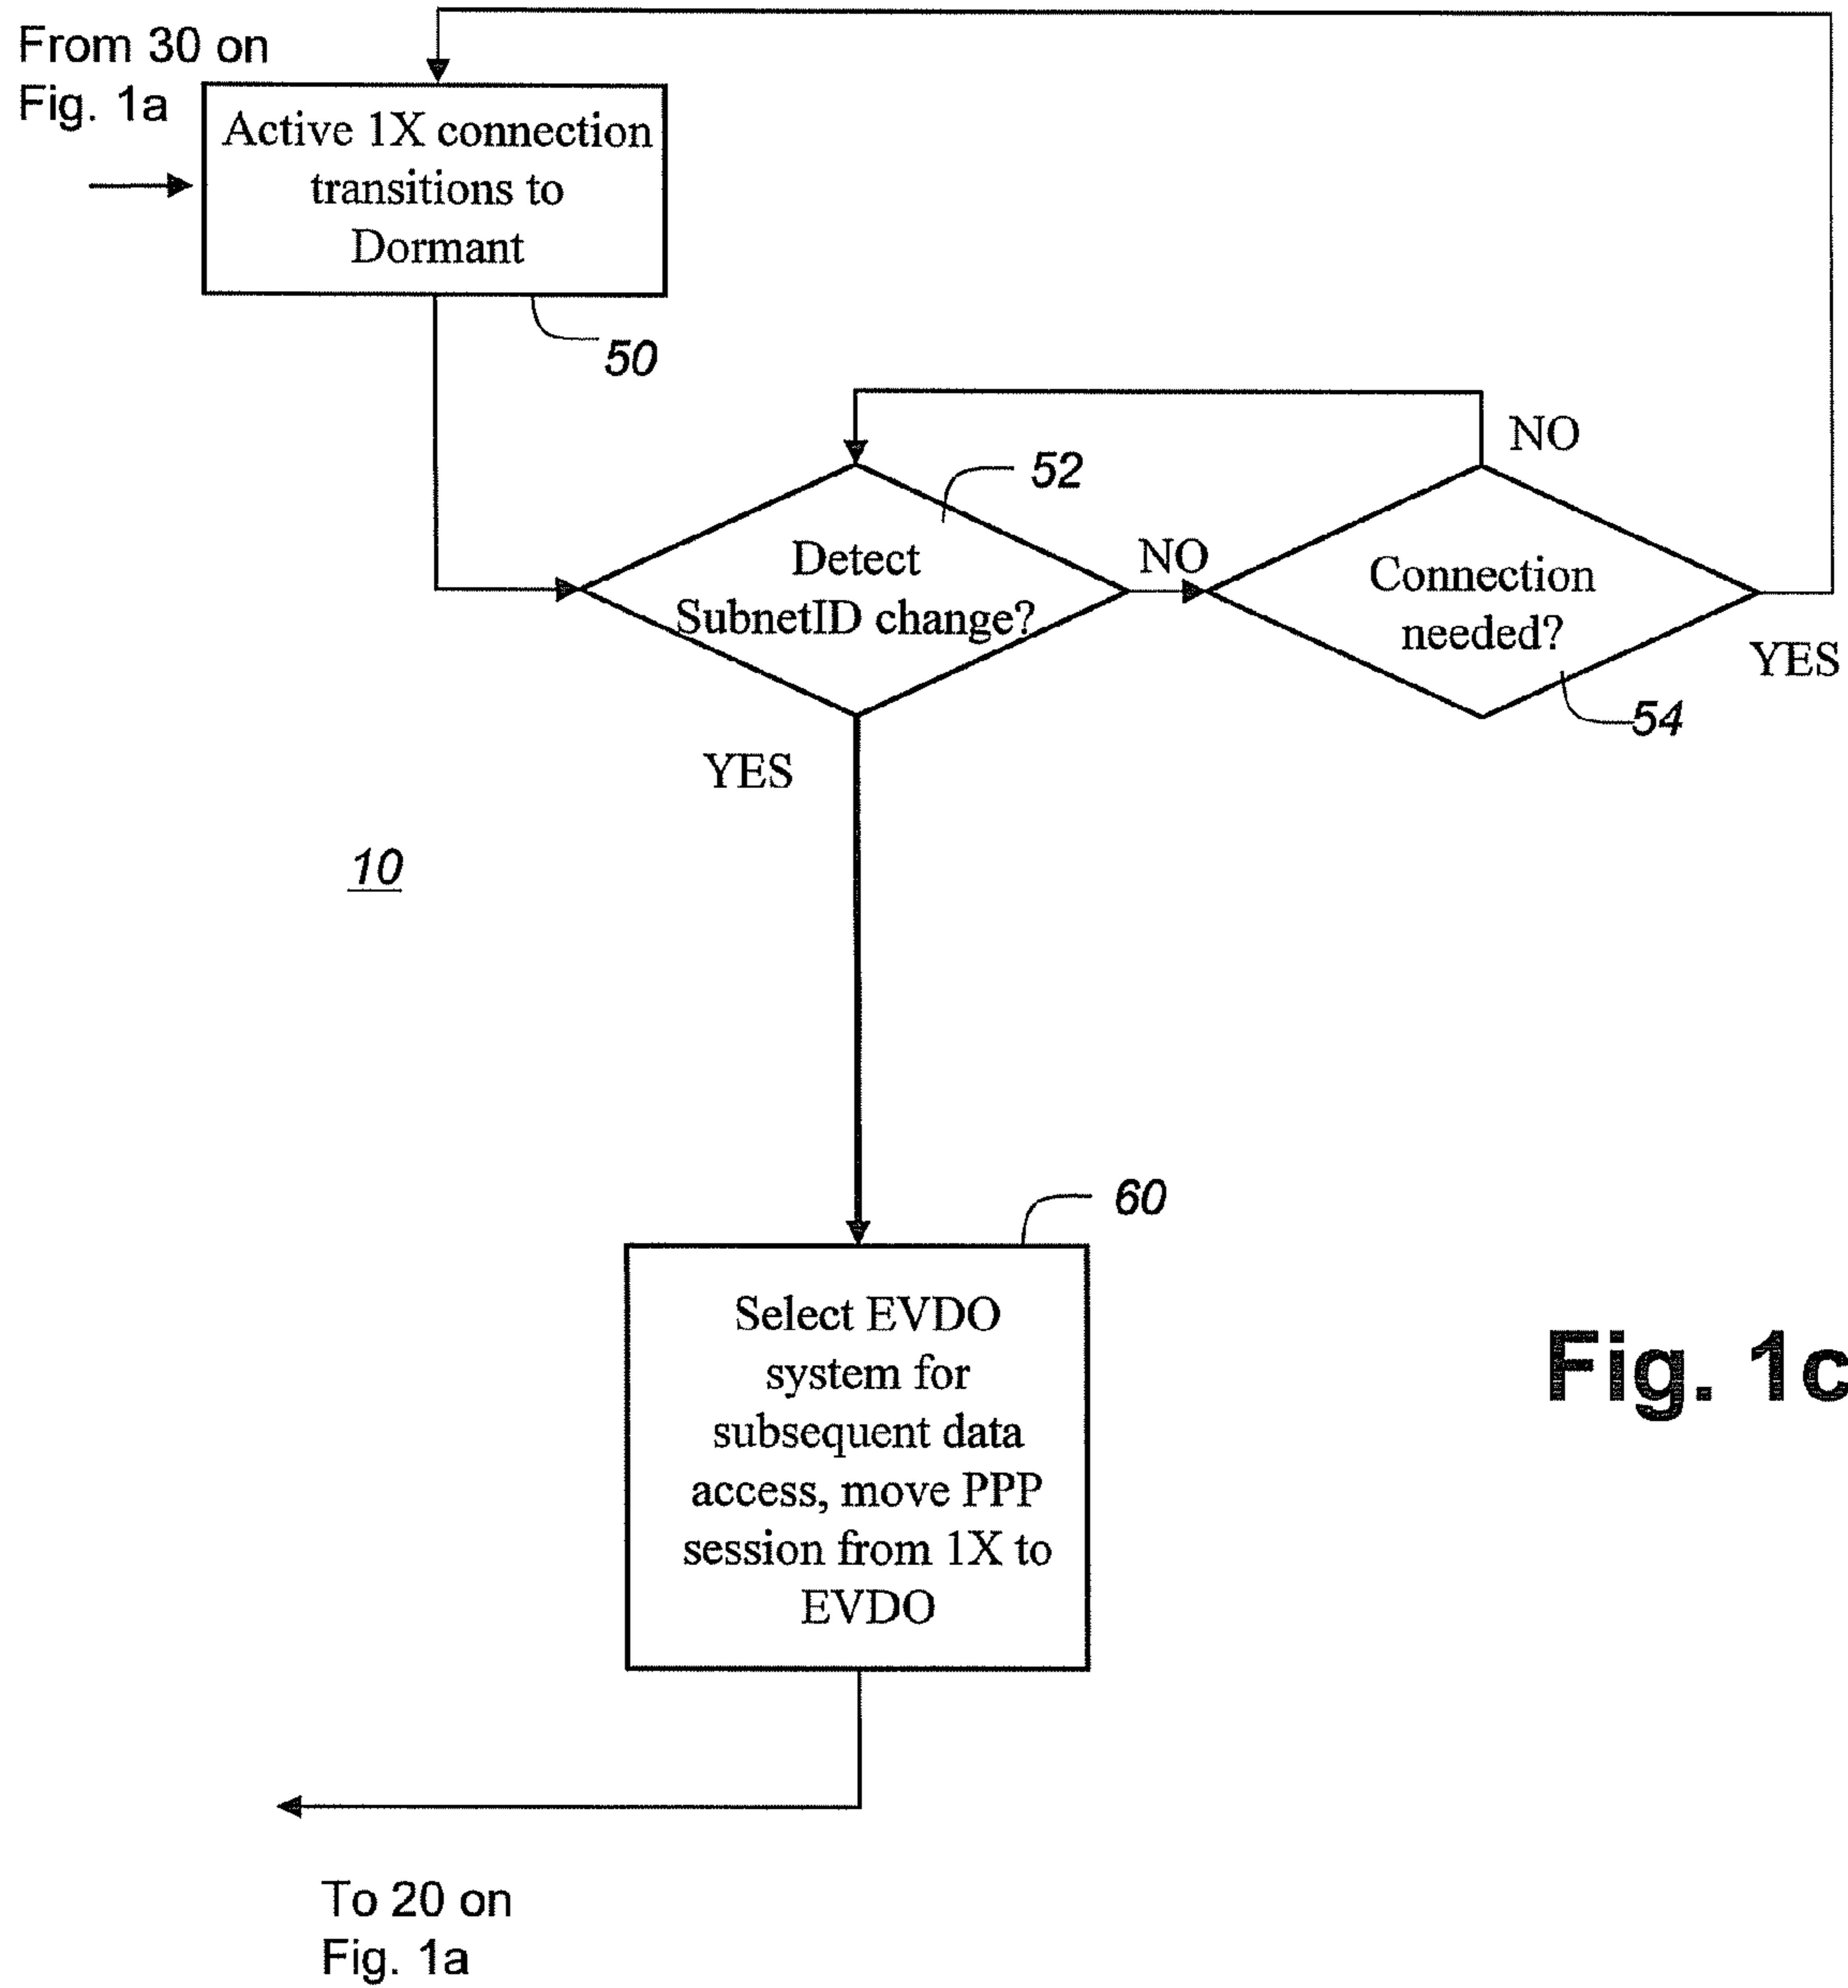 From 30 on
Fig. 1a
Active 1X connection
transitions to
Dormant
50
NO
52
Detect
SubnetID change?
NO
Connection
needed?
YES
54
YES
10
60
Select EVDO
system for
subsequent data
access, move PPP
session from 1X to
EVDO
Fig. 1c
To 20 on
Fig. 1a